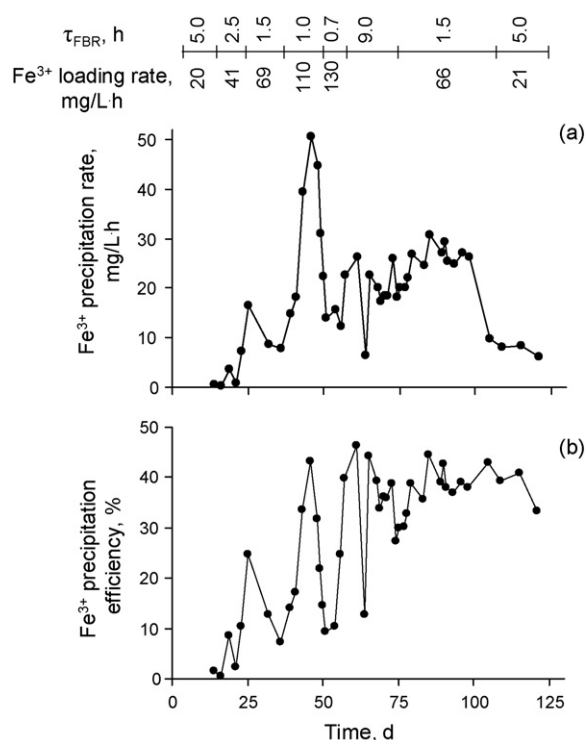 τFBR, h 5.0 2.5 1.5 1.0 0.7 9.0 1.5 5.0
Fe³⁺ loading rate, 20 41 69 110 130 66 21
mg/L·h
(a)
Fe³⁺ precipitation rate,
mg/L·h
50
40
30
20
10
0
(b)
Fe³⁺ precipitation
efficiency, %
50
40
30
20
10
0
0 25 50 75 100 125
Time, d